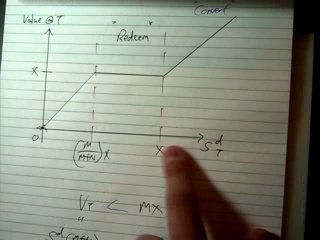 Value @ T
"Convert"
Redeem
X
0
(M/M+N) X
X
S^d_T
V_T < MX
"